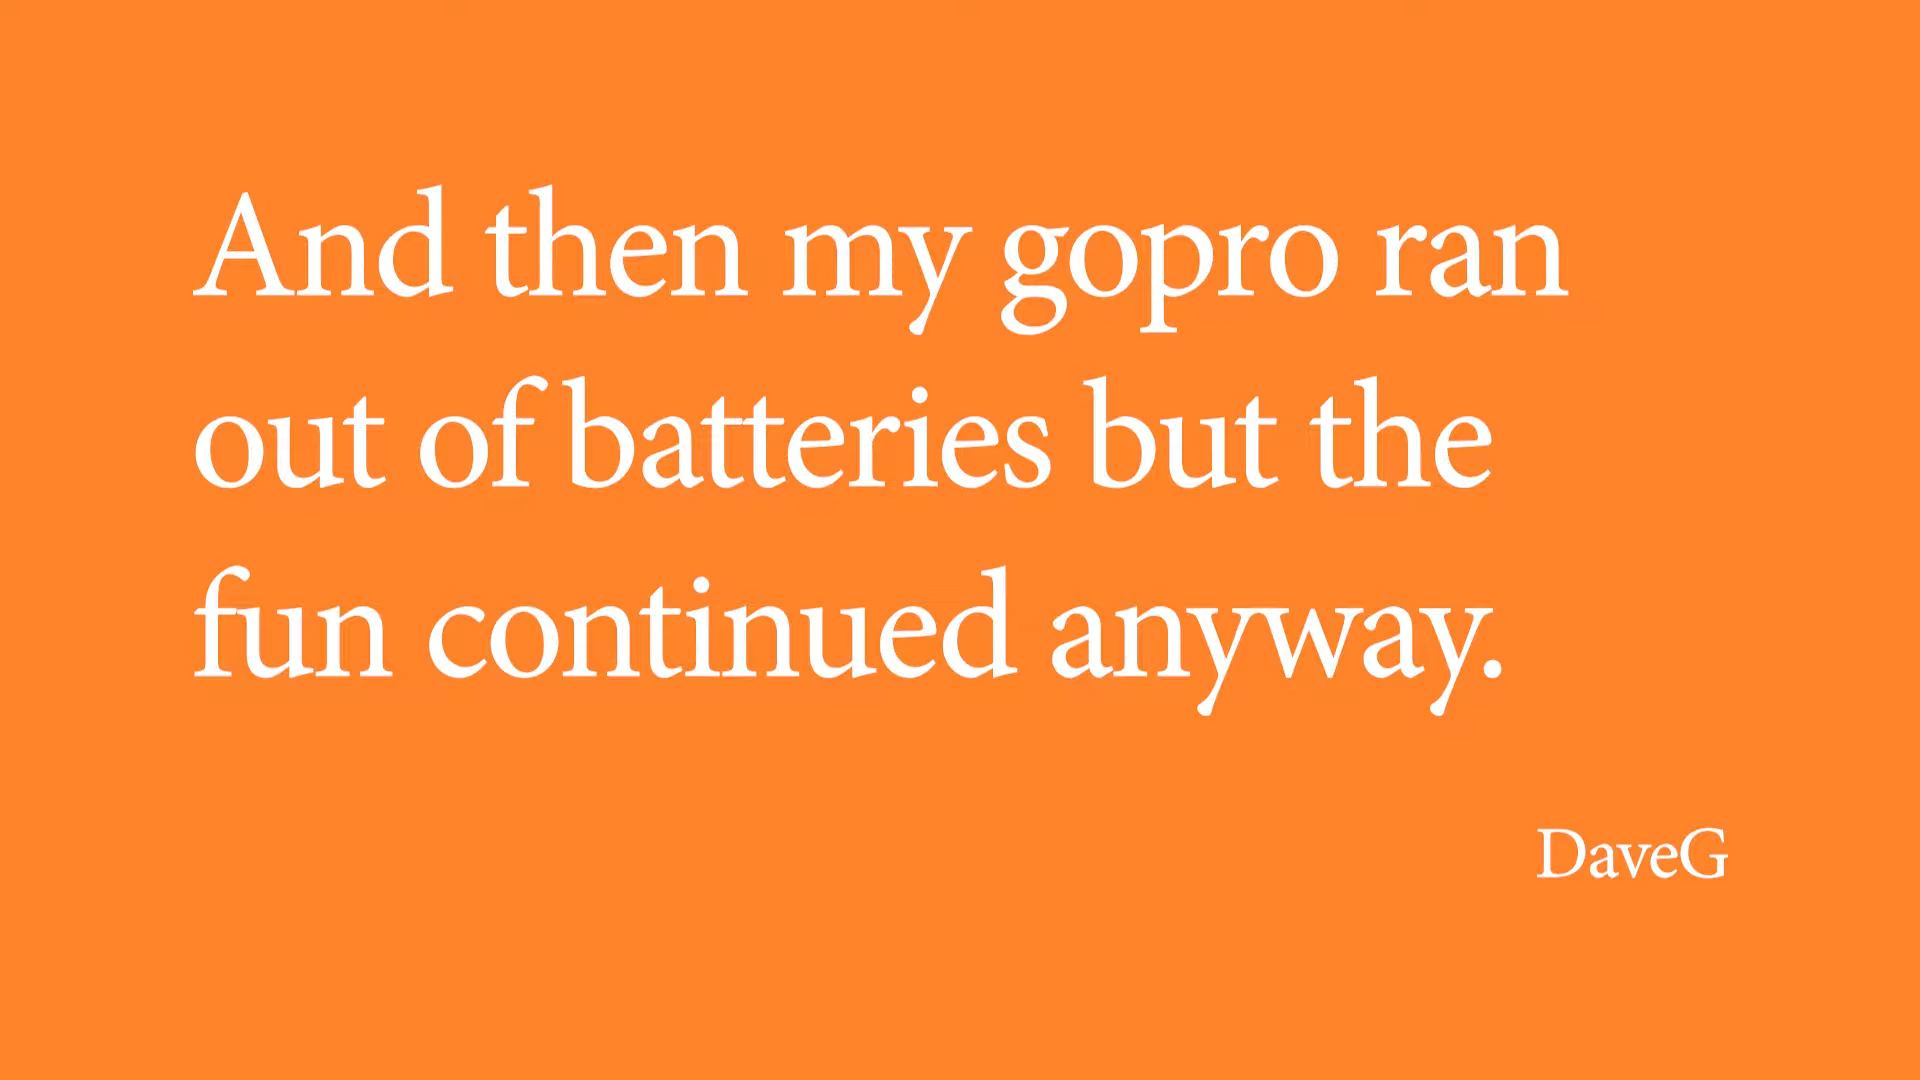 And then my gopro ran
out of batteries but the
fun continued anyway.
DaveG